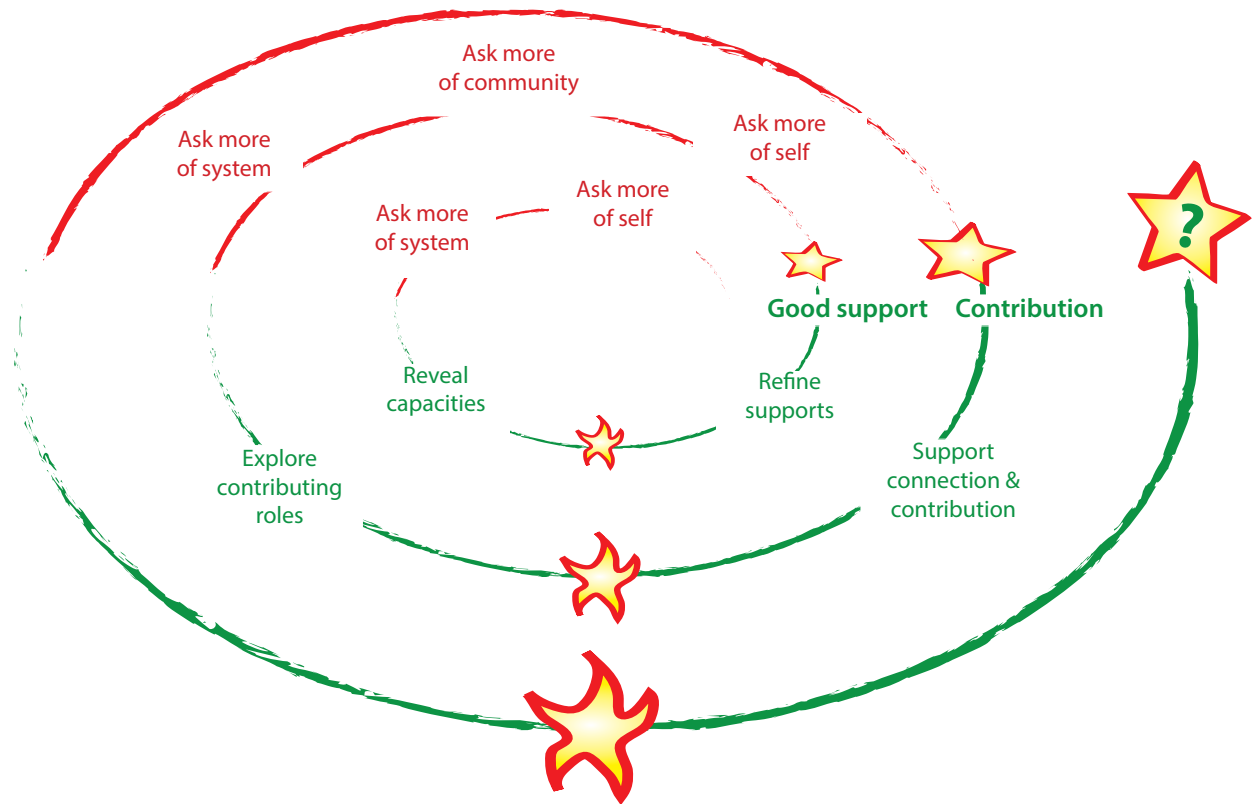 Ask more
of community
Ask more
of system
Ask more
of self
Ask more
of system
Ask more
of self
?
Good support
Contribution
Reveal
capacities
Refine
supports
Explore
contributing
roles
Support
connection &
contribution